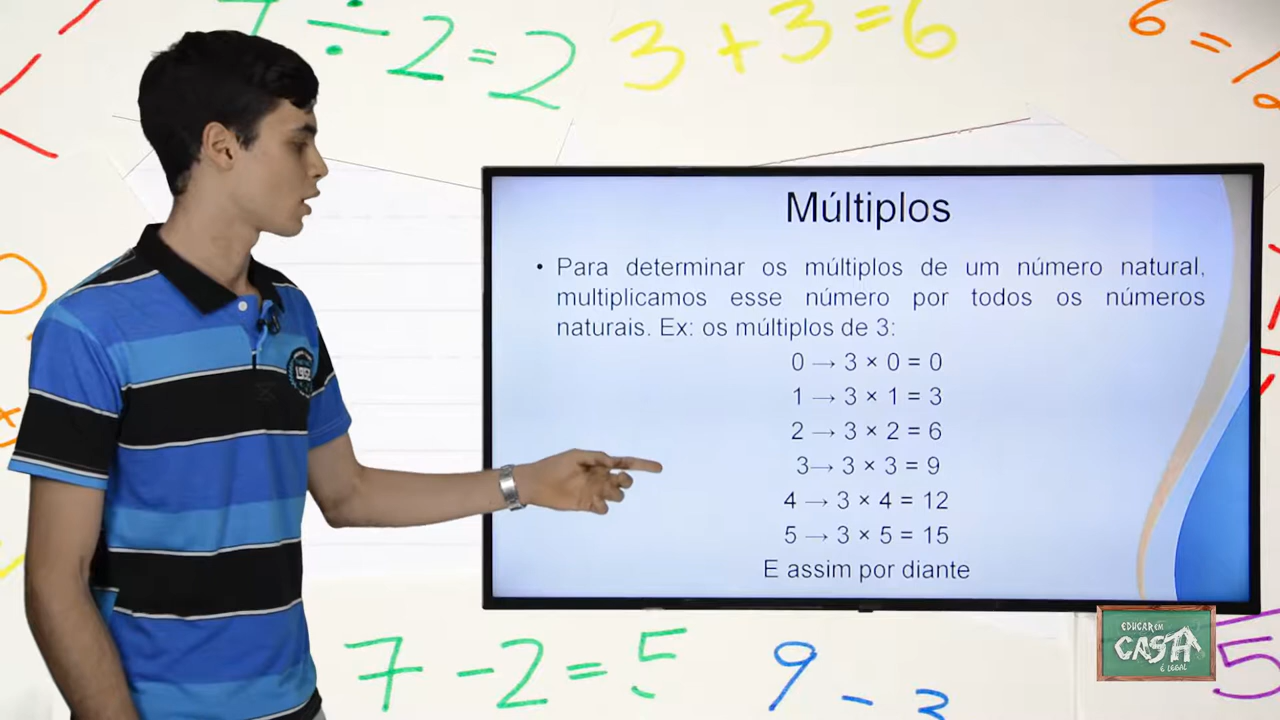 7 ÷ 2 = 2
3 + 3 = 6
6 =
Múltiplos
• Para determinar os múltiplos de um número natural,
multiplicamos esse número por todos os números
naturais. Ex: os múltiplos de 3:
0 → 3 × 0 = 0
1 → 3 × 1 = 3
2 → 3 × 2 = 6
3→ 3 × 3 = 9
4 → 3 × 4 = 12
5 → 3 × 5 = 15
E assim por diante
EDUCAR EM
CASA
É LEGAL
7 - 2 = 5
9 - 3
5